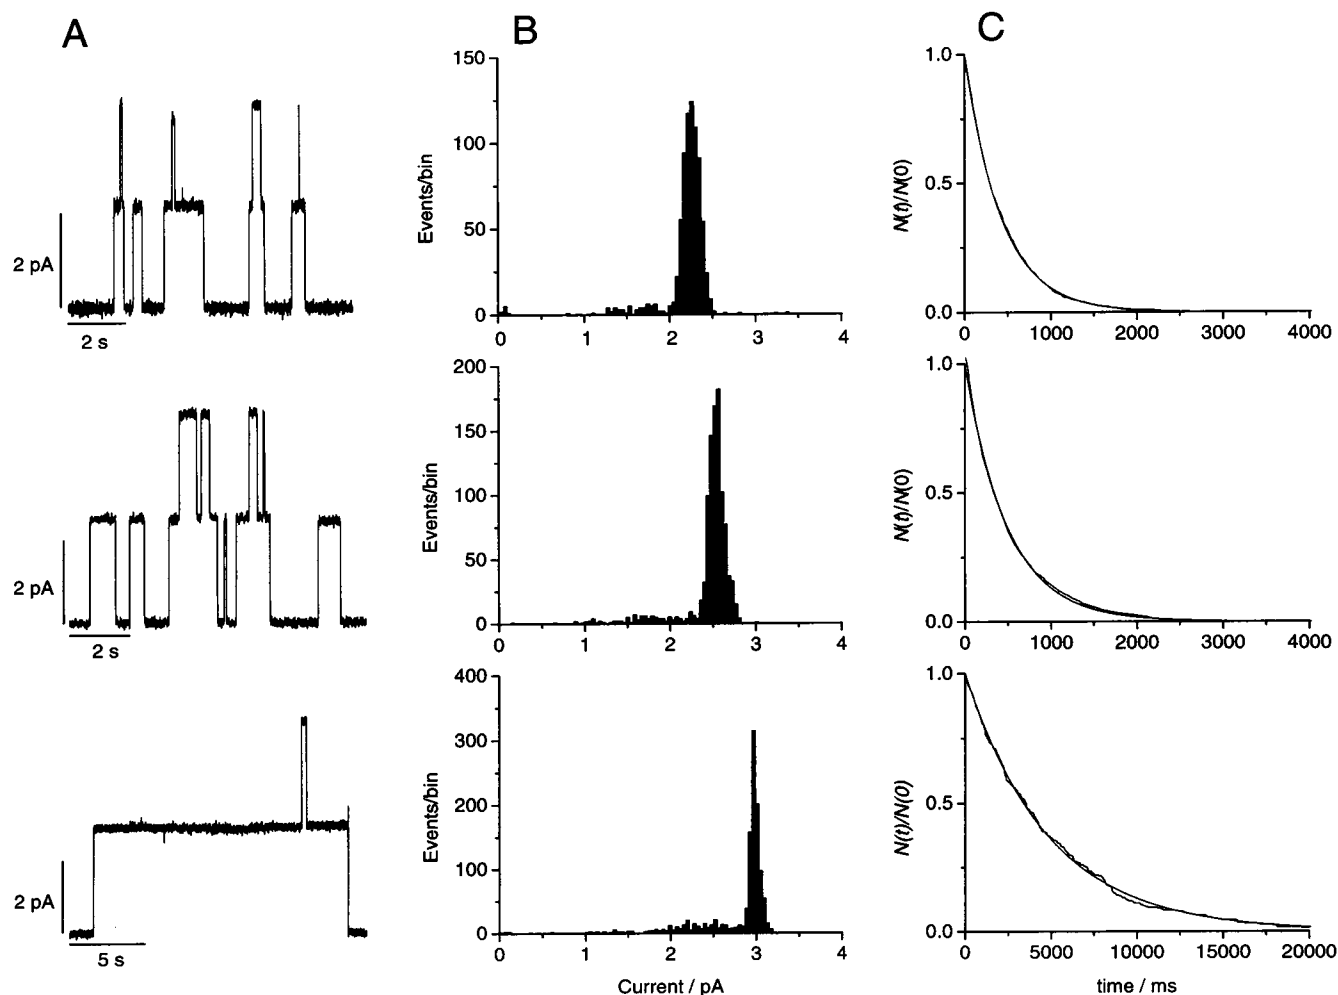 A
B
C
2 pA
2 s
Events/bin
150
100
50
0
0 1 2 3 4
N(t)/N(0)
1.0
0.5
0.0
0 1000 2000 3000 4000
2 pA
2 s
Events/bin
200
150
100
50
0
0 1 2 3 4
N(t)/N(0)
1.0
0.5
0.0
0 1000 2000 3000 4000
2 pA
5 s
Events/bin
400
300
200
100
0
0 1 2 3 4
Current / pA
N(t)/N(0)
1.0
0.5
0.0
0 5000 10000 15000 20000
time / ms